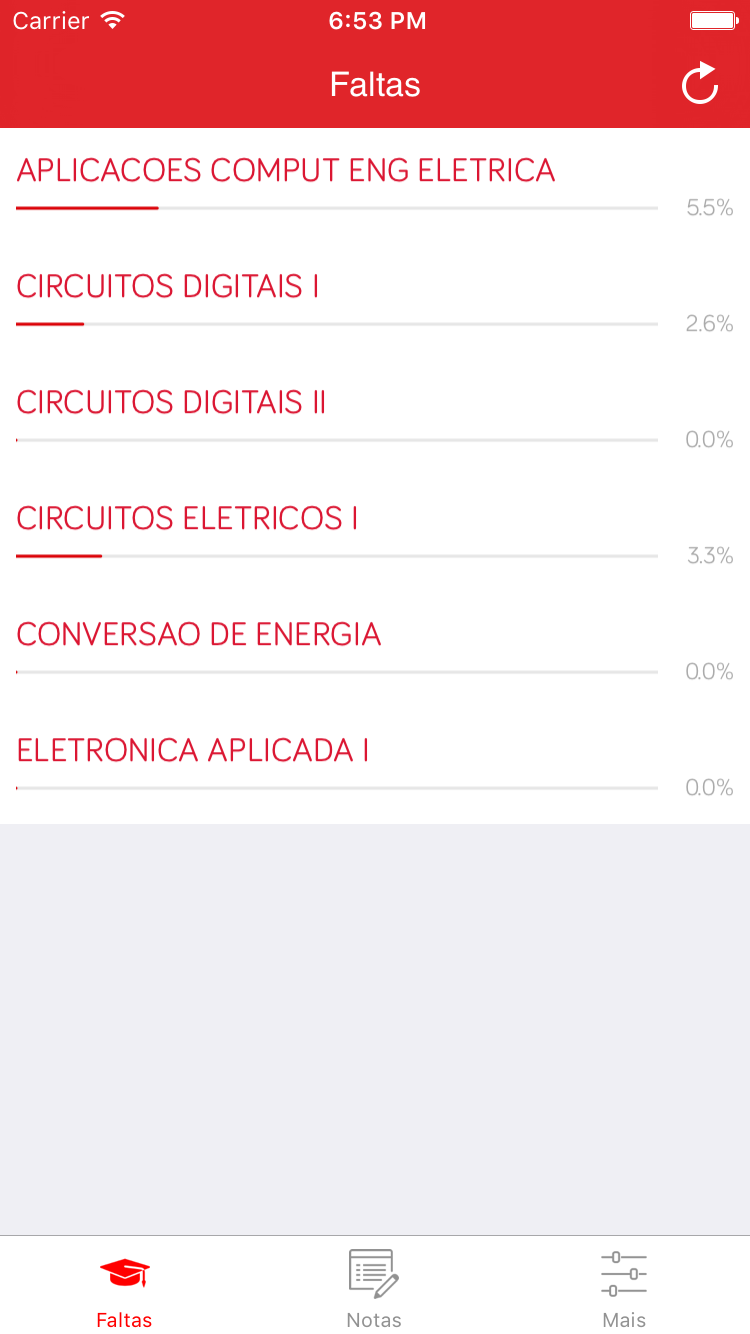 Carrier 6:53 PM
Faltas
APLICACOES COMPUT ENG ELETRICA
5.5%
CIRCUITOS DIGITAIS I
2.6%
CIRCUITOS DIGITAIS II
0.0%
CIRCUITOS ELETRICOS I
3.3%
CONVERSAO DE ENERGIA
0.0%
ELETRONICA APLICADA I
0.0%
Faltas Notas Mais